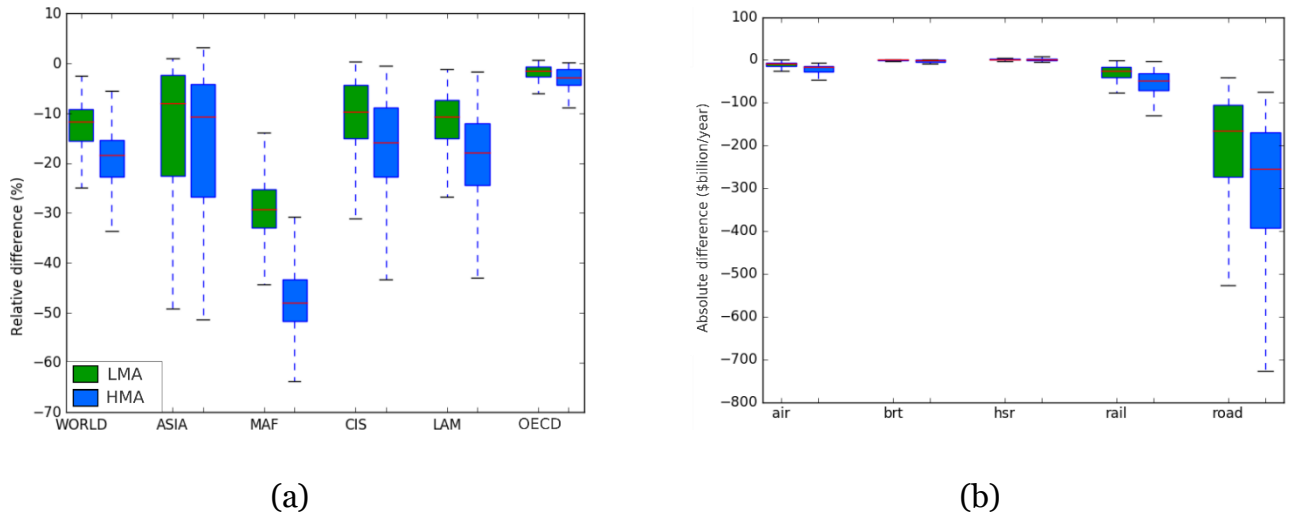 10
0
−10
−20
−30
−40
−50
−60
−70
Relative difference (%)
LMA
HMA
WORLD ASIA MAF CIS LAM OECD
(a)
100
0
−100
−200
−300
−400
−500
−600
−700
−800
Absolute difference ($billion/year)
air brt hsr rail road
(b)